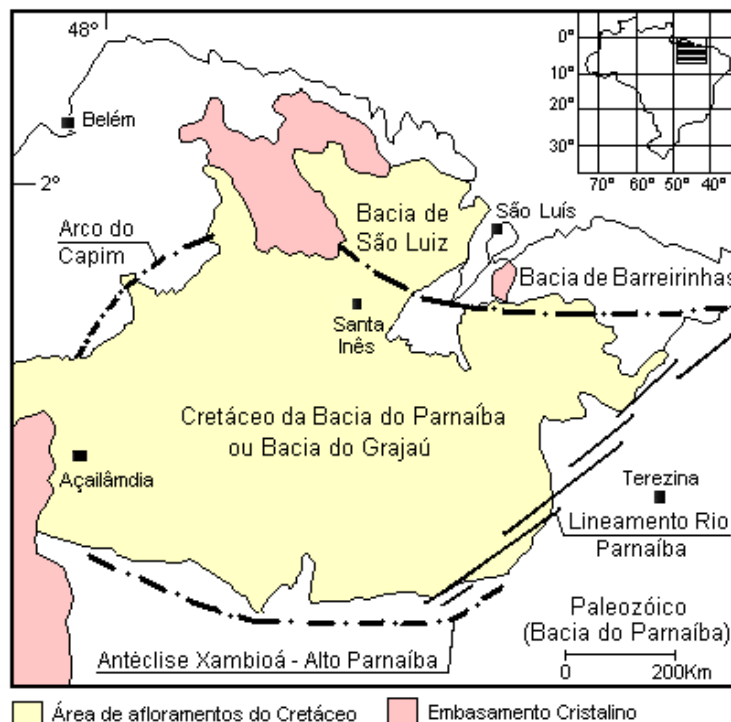 48°
Belém
2°
Arco do
Capim
Bacia de
São Luiz
São Luís
Bacia de Barreirinhas
Santa
Inês
Cretáceo da Bacia do Parnaíba
ou Bacia do Grajaú
Açailâmdia
Terezina
Lineamento Rio
Parnaíba
Paleozóico
(Bacia do Parnaíba)
Antéclise Xambioá - Alto Parnaíba
0 200Km
0°
10°
20°
30°
70° 60° 50° 40°
Área de afloramentos do Cretáceo
Embasamento Cristalino